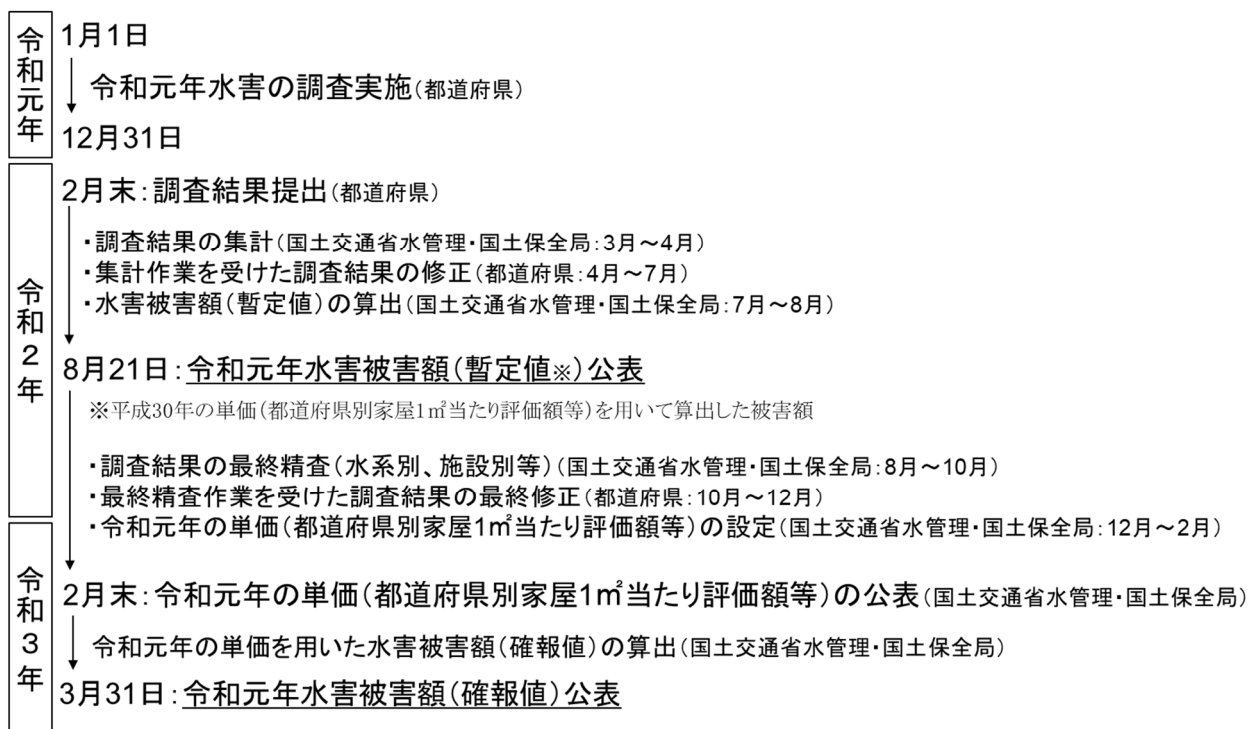 令和元年
1月1日
令和元年水害の調査実施(都道府県)
12月31日
令和2年
2月末:調査結果提出(都道府県)
・調査結果の集計(国土交通省水管理・国土保全局:3月~4月)
・集計作業を受けた調査結果の修正(都道府県:4月~7月)
・水害被害額(暫定値)の算出(国土交通省水管理・国土保全局:7月~8月)
8月21日:令和元年水害被害額(暫定値※)公表
※平成30年の単価(都道府県別家屋1㎡当たり評価額等)を用いて算出した被害額
・調査結果の最終精査(水系別、施設別等)(国土交通省水管理・国土保全局:8月~10月)
・最終精査作業を受けた調査結果の最終修正(都道府県:10月~12月)
・令和元年の単価(都道府県別家屋1㎡当たり評価額等)の設定(国土交通省水管理・国土保全局:12月~2月)
令和3年
2月末:令和元年の単価(都道府県別家屋1㎡当たり評価額等)の公表(国土交通省水管理・国土保全局)
令和元年の単価を用いた水害被害額(確報値)の算出(国土交通省水管理・国土保全局)
3月31日:令和元年水害被害額(確報値)公表